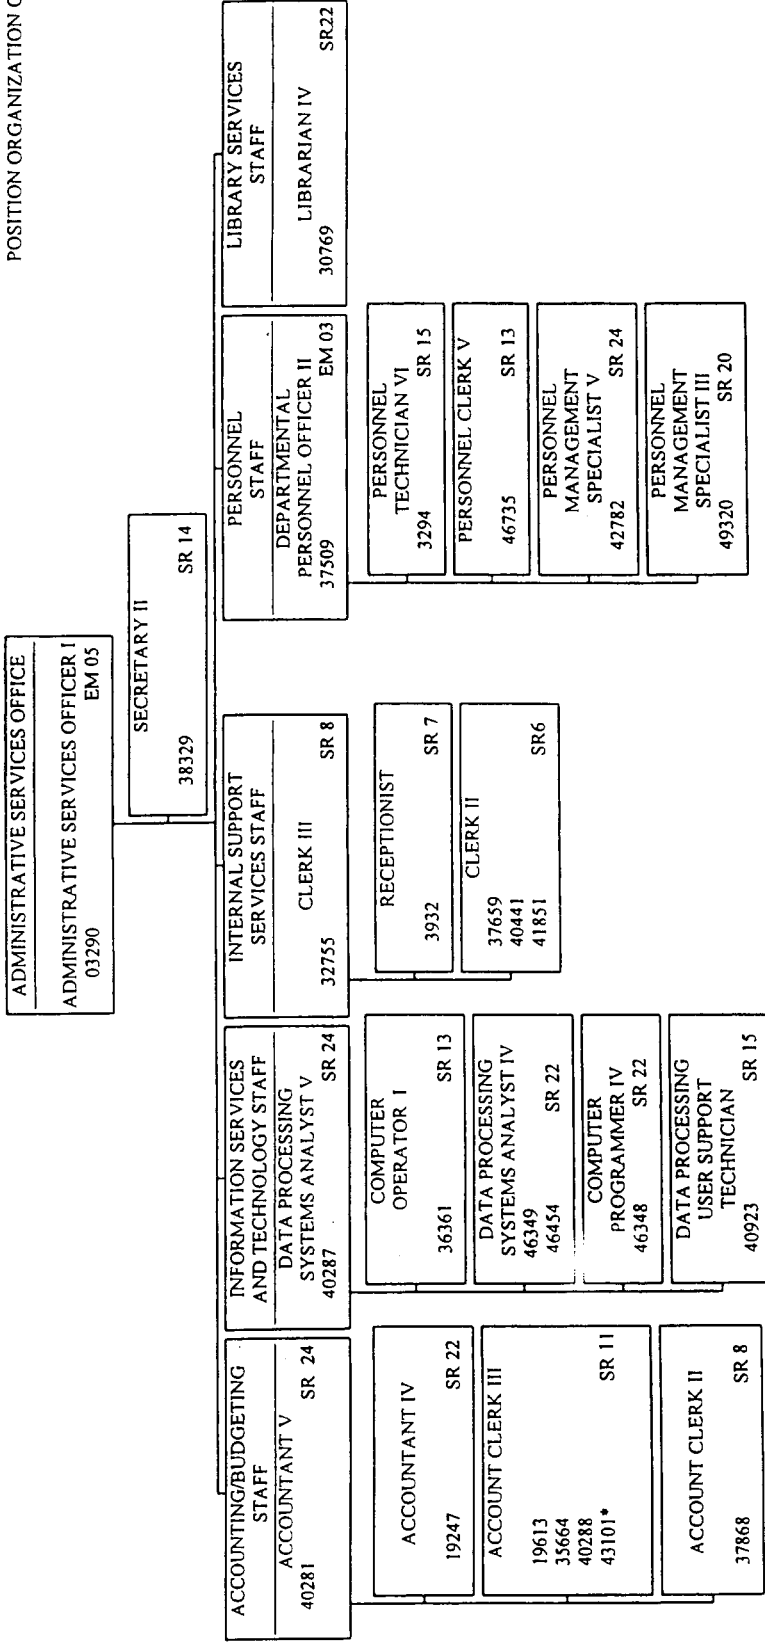 POSITION ORGANIZATION
ADMINISTRATIVE SERVICES OFFICE
ADMINISTRATIVE SERVICES OFFICER I
03290 EM 05
SECRETARY II
38329 SR 14
ACCOUNTING/BUDGETING
STAFF
ACCOUNTANT V
40281 SR 24
ACCOUNTANT IV
19247 SR 22
ACCOUNT CLERK III
19613
35664
40288
43101* SR 11
ACCOUNT CLERK II
37868 SR 8
INFORMATION SERVICES
AND TECHNOLOGY STAFF
DATA PROCESSING
SYSTEMS ANALYST V
40287 SR 24
COMPUTER
OPERATOR I
36361 SR 13
DATA PROCESSING
SYSTEMS ANALYST IV
46349
46454 SR 22
COMPUTER
PROGRAMMER IV
46348 SR 22
DATA PROCESSING
USER SUPPORT
TECHNICIAN
40923 SR 15
INTERNAL SUPPORT
SERVICES STAFF
CLERK III
32755 SR 8
RECEPTIONIST
3932 SR 7
CLERK II
37659
40441
41851 SR6
PERSONNEL
STAFF
DEPARTMENTAL
PERSONNEL OFFICER II
37509 EM 03
PERSONNEL
TECHNICIAN VI
3294 SR 15
PERSONNEL CLERK V
46735 SR 13
PERSONNEL
MANAGEMENT
SPECIALIST V
42782 SR 24
PERSONNEL
MANAGEMENT
SPECIALIST III
49320 SR 20
LIBRARY SERVICES
STAFF
LIBRARIAN IV
30769 SR22